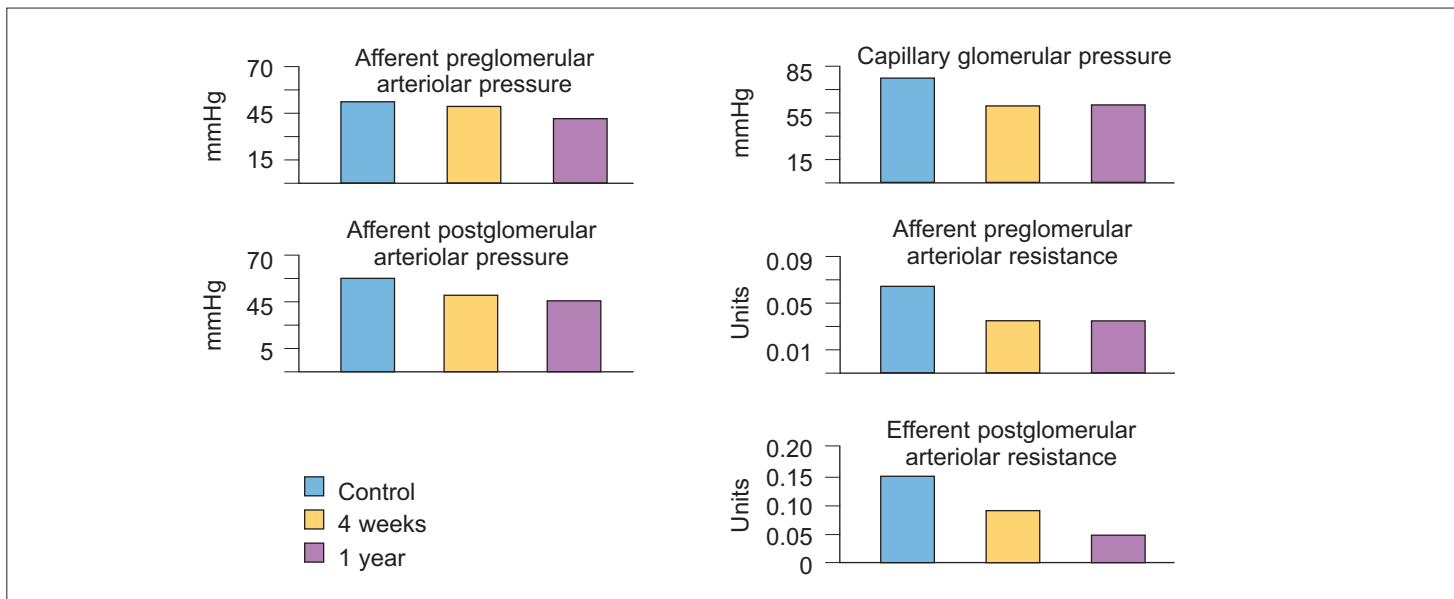 Afferent preglomerular
arteriolar pressure
70
45
15
mmHg
Capillary glomerular pressure
85
55
15
mmHg
Afferent postglomerular
arteriolar pressure
70
45
5
mmHg
Afferent preglomerular
arteriolar resistance
0.09
0.05
0.01
Units
Efferent postglomerular
arteriolar resistance
0.20
0.15
0.10
0.05
0
Units
Control
4 weeks
1 year